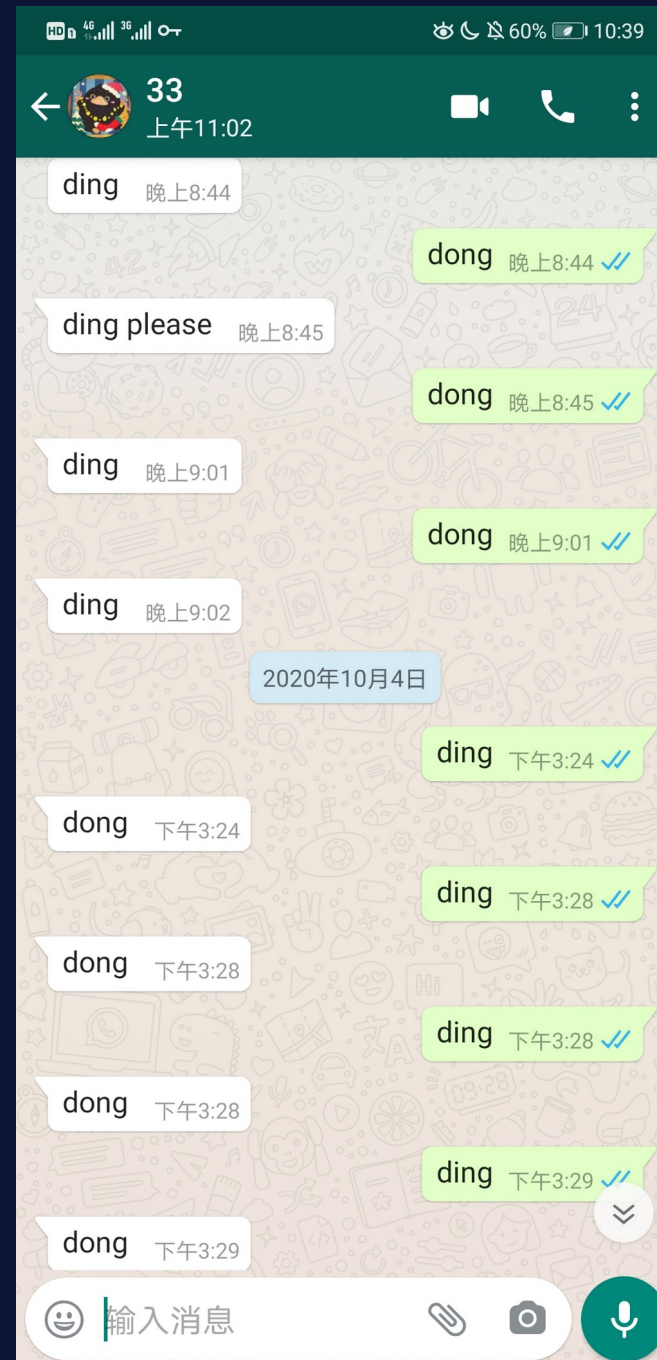 HD 4G 36 60% 10:39
33
上午11:02
ding 晚上8:44
dong 晚上8:44
ding please 晚上8:45
dong 晚上8:45
ding 晚上9:01
dong 晚上9:01
ding 晚上9:02
2020年10月4日
ding 下午3:24
dong 下午3:24
ding 下午3:28
dong 下午3:28
ding 下午3:28
dong 下午3:28
ding 下午3:29
dong 下午3:29
输入消息